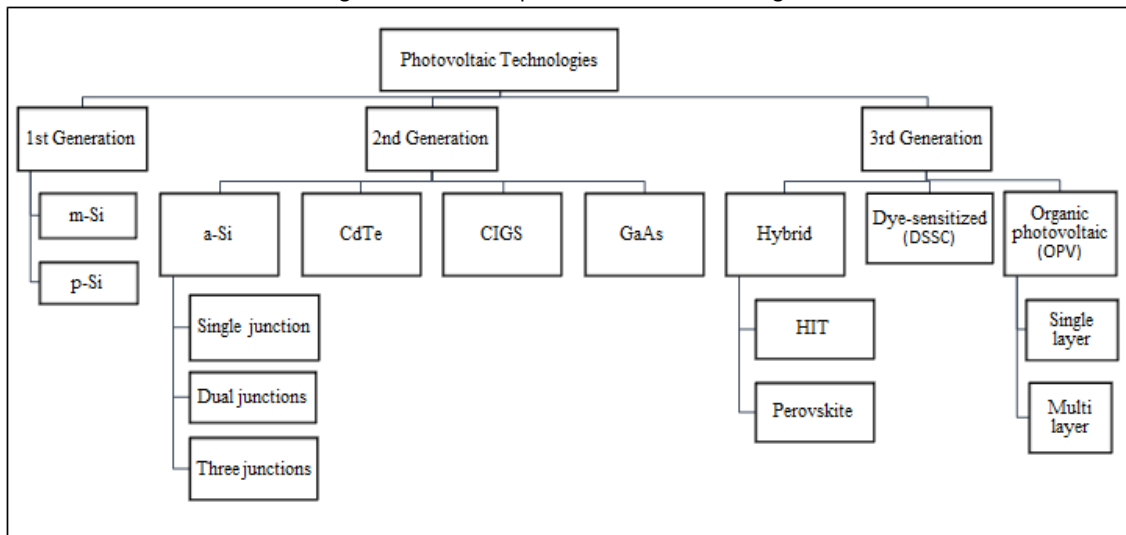 Photovoltaic Technologies
1st Generation
2nd Generation
3rd Generation
m-Si
p-Si
a-Si
CdTe
CIGS
GaAs
Hybrid
Dye-sensitized
(DSSC)
Organic
photovoltaic
(OPV)
Single junction
Dual junctions
Three junctions
HIT
Perovskite
Single
layer
Multi
layer